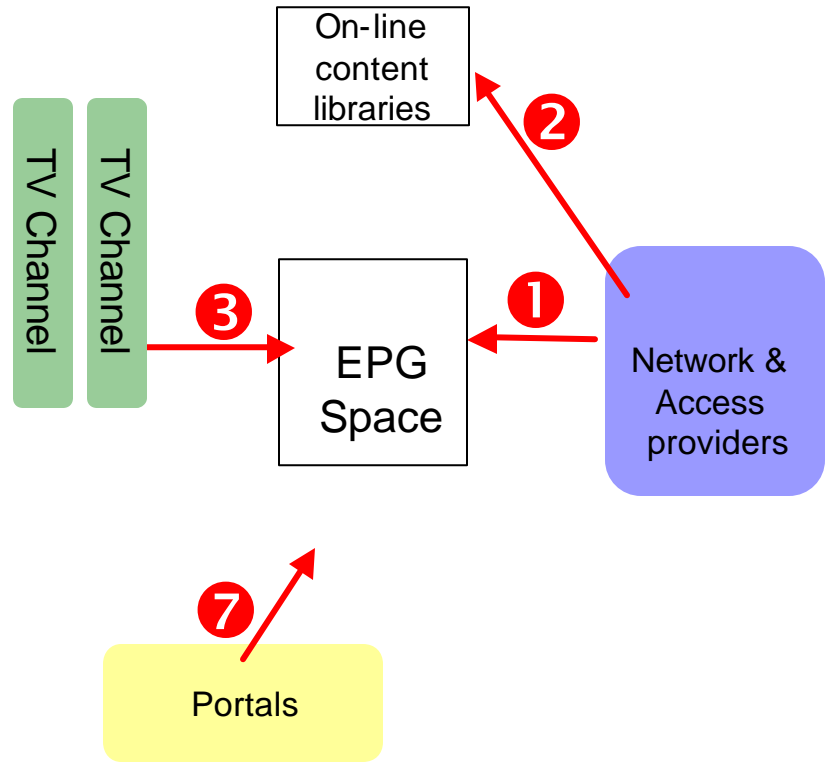 On-line
content
libraries
2
TV Channel
TV Channel
3
EPG
Space
1
Network &
Access
providers
7
Portals